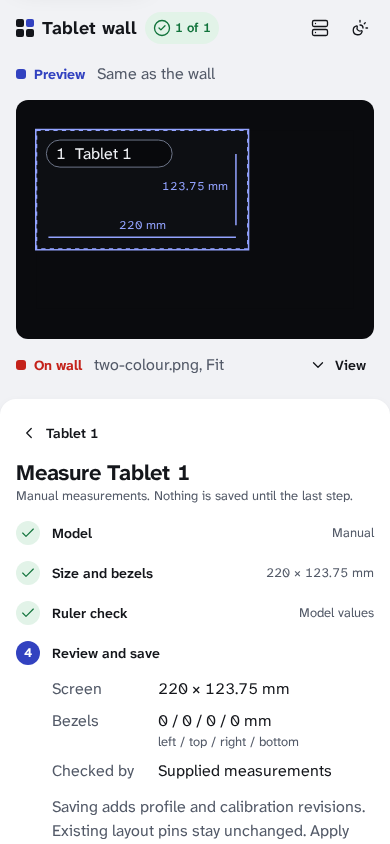 Tablet wall
1 of 1
Preview Same as the wall
1 Tablet 1
123.75 mm
220 mm
On wall two-colour.png, Fit
View
Tablet 1
Measure Tablet 1
Manual measurements. Nothing is saved until the last step.
Model Manual
Size and bezels 220 × 123.75 mm
Ruler check Model values
4 Review and save
Screen 220 × 123.75 mm
Bezels 0 / 0 / 0 / 0 mm
left / top / right / bottom
Checked by Supplied measurements
Saving adds profile and calibration revisions.
Existing layout pins stay unchanged. Apply